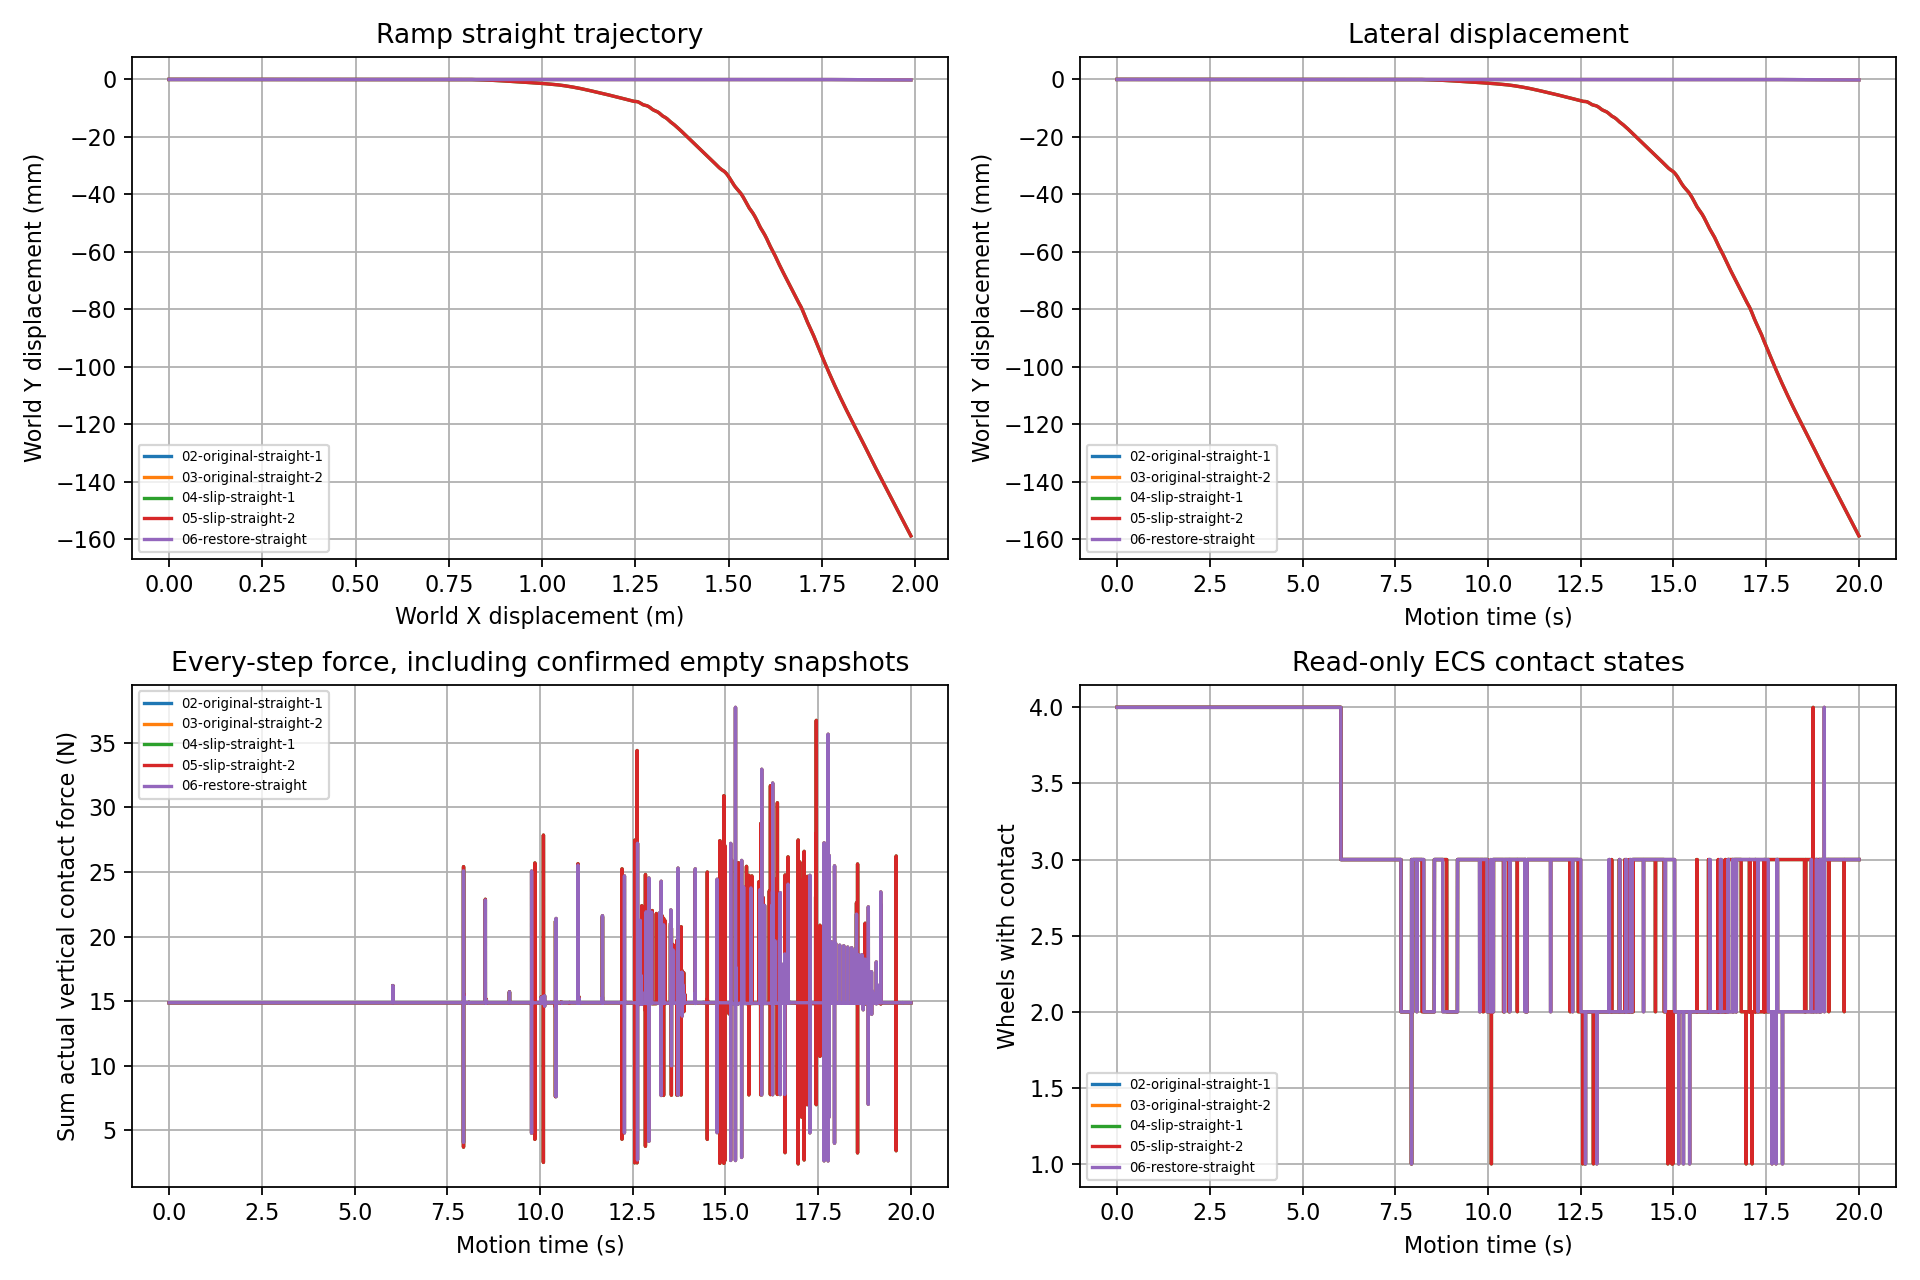 Ramp straight trajectory
World Y displacement (mm)
0
−20
−40
−60
−80
−100
−120
−140
−160
02-original-straight-1
03-original-straight-2
04-slip-straight-1
05-slip-straight-2
06-restore-straight
0.00 0.25 0.50 0.75 1.00 1.25 1.50 1.75 2.00
World X displacement (m)
Lateral displacement
World Y displacement (mm)
0
−20
−40
−60
−80
−100
−120
−140
−160
02-original-straight-1
03-original-straight-2
04-slip-straight-1
05-slip-straight-2
06-restore-straight
0.0 2.5 5.0 7.5 10.0 12.5 15.0 17.5 20.0
Motion time (s)
Every-step force, including confirmed empty snapshots
Sum actual vertical contact force (N)
02-original-straight-1
03-original-straight-2
04-slip-straight-1
05-slip-straight-2
06-restore-straight
35
30
25
20
15
10
5
0.0 2.5 5.0 7.5 10.0 12.5 15.0 17.5 20.0
Motion time (s)
Read-only ECS contact states
Wheels with contact
4.0
3.5
3.0
2.5
2.0
1.5
1.0
02-original-straight-1
03-original-straight-2
04-slip-straight-1
05-slip-straight-2
06-restore-straight
0.0 2.5 5.0 7.5 10.0 12.5 15.0 17.5 20.0
Motion time (s)